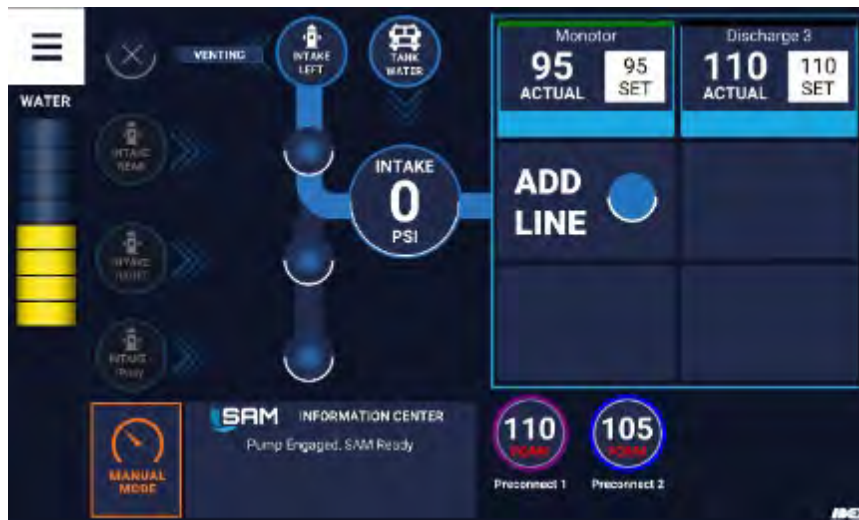 WATER
VENTING
INTAKE
LEFT
TANK
WATER
INTAKE
REAR
INTAKE
RIGHT
INTAKE
INTAKE
0
PSI
Monotor
95
ACTUAL
95
SET
Discharge 3
110
ACTUAL
110
SET
ADD
LINE
MANUAL
MODE
SAM
INFORMATION CENTER
Pump Engaged, SAM Ready
110
Preconnect 1
105
Preconnect 2